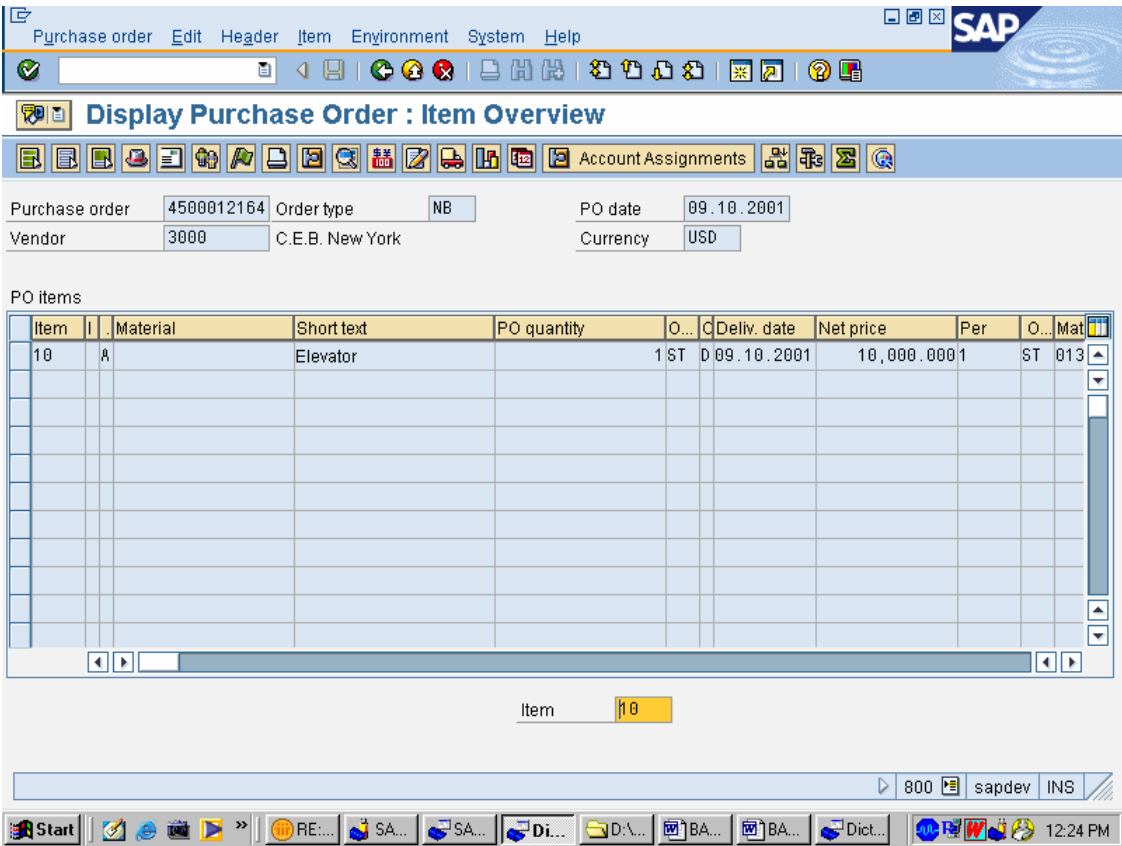 Purchase order Edit Header Item Environment System Help
SAP
Display Purchase Order : Item Overview
Account Assignments
Purchase order 4500012164 Order type NB PO date 09.10.2001
Vendor 3000 C.E.B. New York Currency USD
PO items
Item I . Material Short text PO quantity O... C Deliv. date Net price Per O... Mat
10 A Elevator 1 ST D 09.10.2001 10,000.000 1 ST 013
Item 10
800 sapdev INS
Start » RE:... SA... SA... Di... D:\... BA... BA... Dict... 12:24 PM